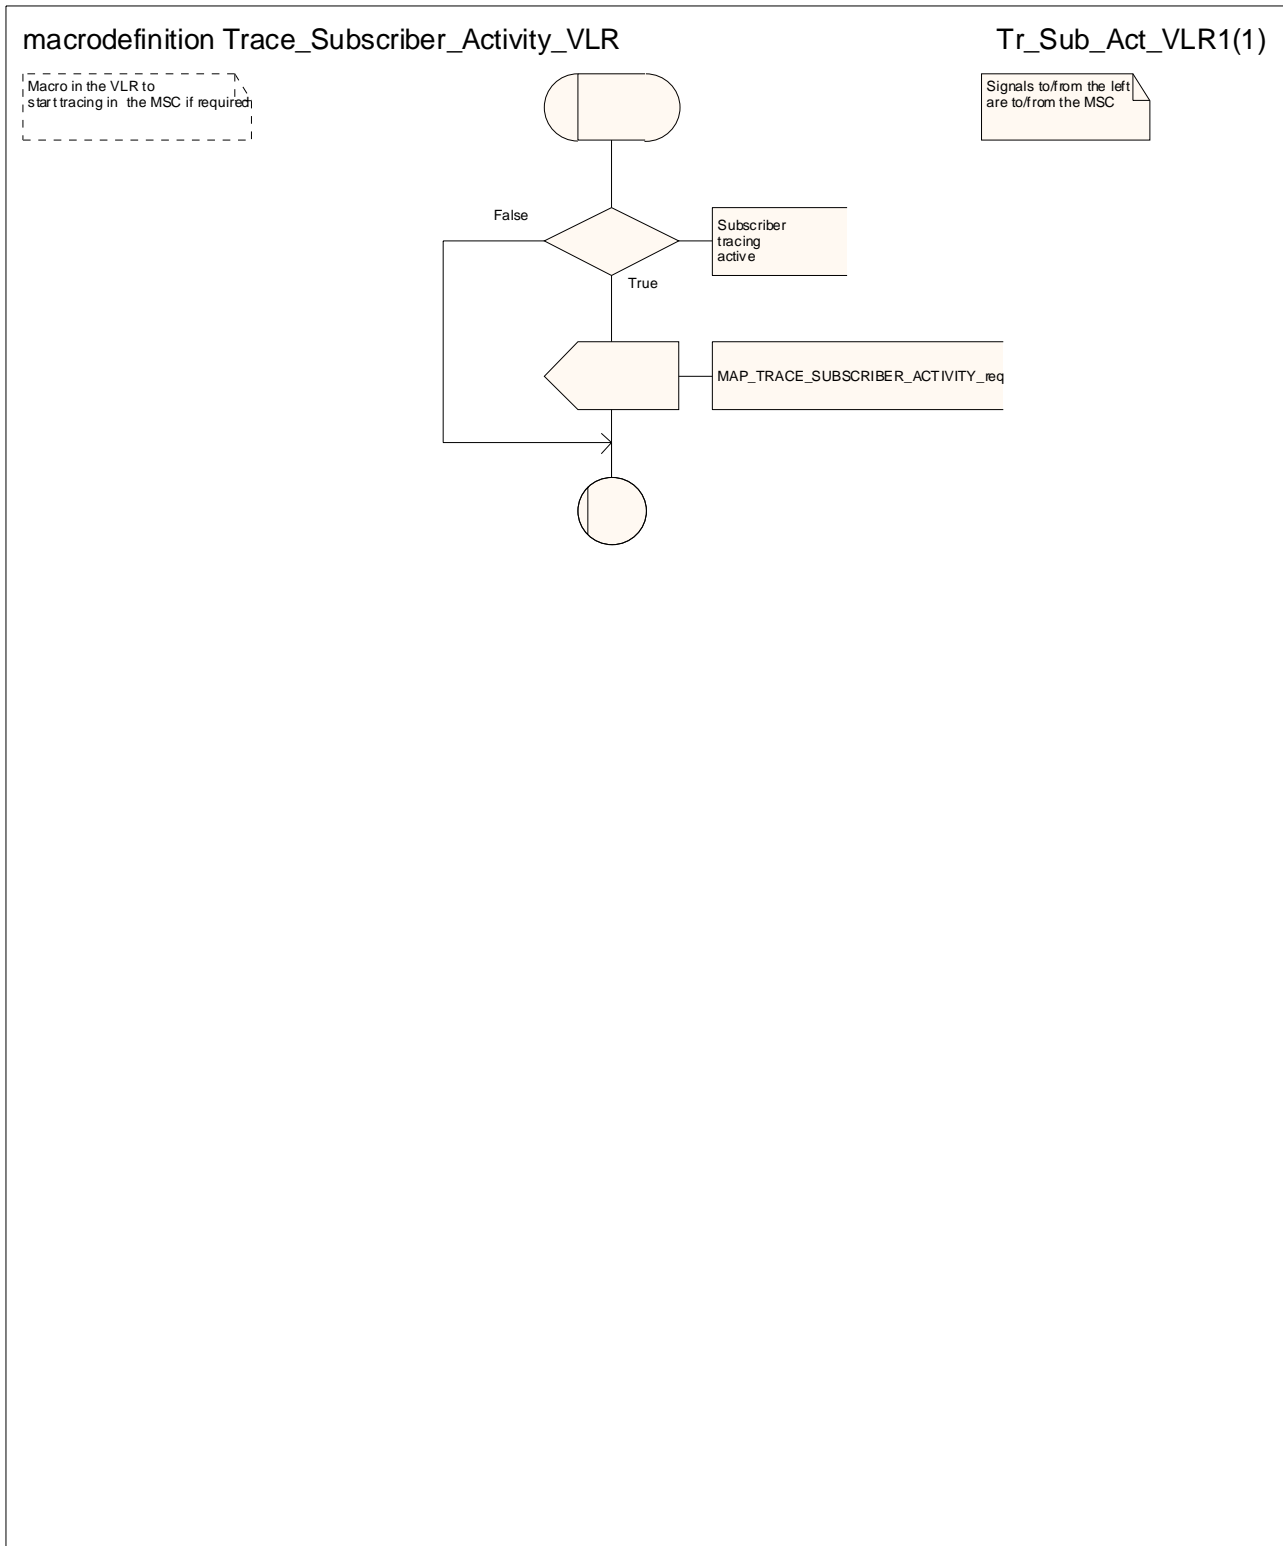 macrodefinition Trace_Subscriber_Activity_VLR
Tr_Sub_Act_VLR1(1)
Macro in the VLR to
start tracing in the MSC if required
Signals to/from the left
are to/from the MSC
False
Subscriber
tracing
active
True
MAP_TRACE_SUBSCRIBER_ACTIVITY_req